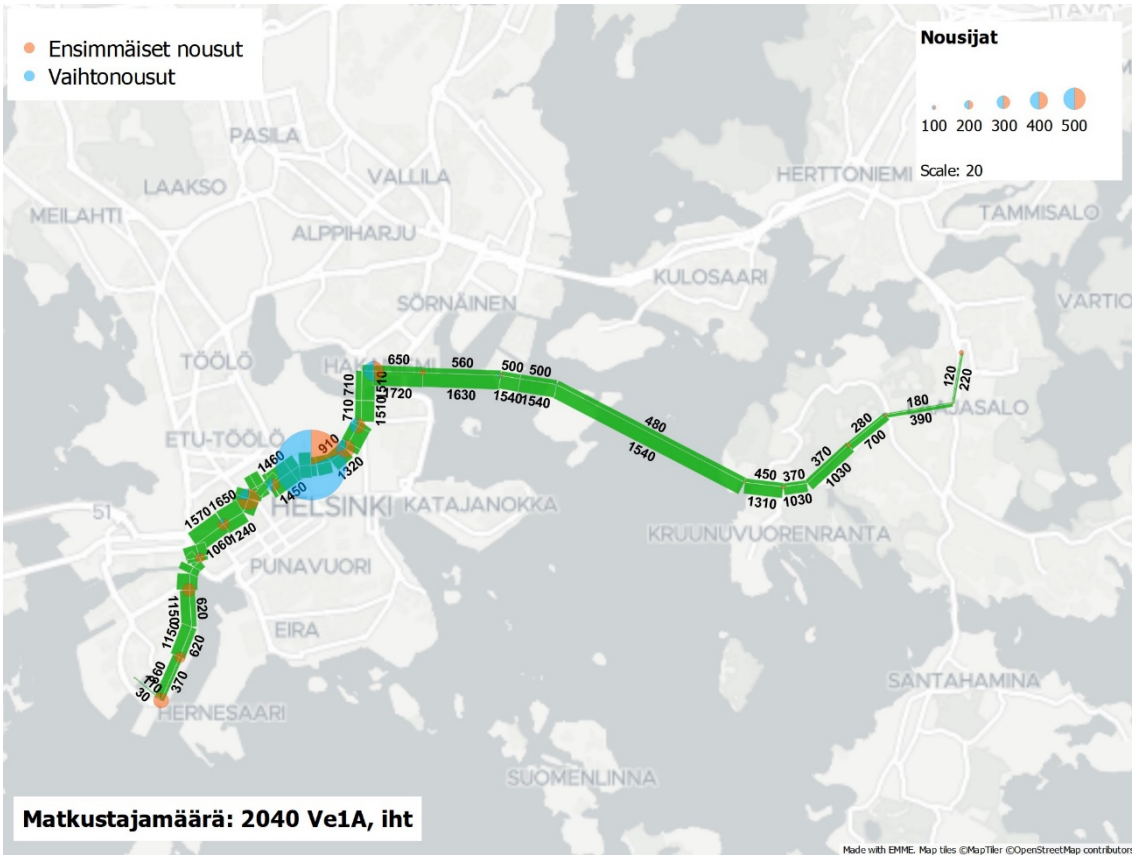 Ensimmäiset nousut
Vaihtonousut
Nousijat
100 200 300 400 500
Scale: 20
PASILA
LAAKSO
VALLILA
MEILAHTI
ALPPIHARJU
HERTTONIEMI
TAMMISALO
KULOSAARI
VARTIO
SÖRNÄINEN
TÖÖLÖ
650
560
500 500
710
710
1510
1510
1720
1630
1540
1540
120
220
180
390
280
700
480
1540
370
1030
450
370
1310
1030
ETU-TÖÖLÖ
910
1320
1460
1450
HELSINKI
KATAJANOKKA
KRUUNUVUORENRANTA
1650
1570
1240
1060
51
PUNAVUORI
EIRA
1150
620
1150
620
370
30
HERNESAARI
SANTAHAMINA
SUOMENLINNA
Matkustajamäärä: 2040 Ve1A, iht
Made with EMME. Map tiles ©MapTiler ©OpenStreetMap contributors